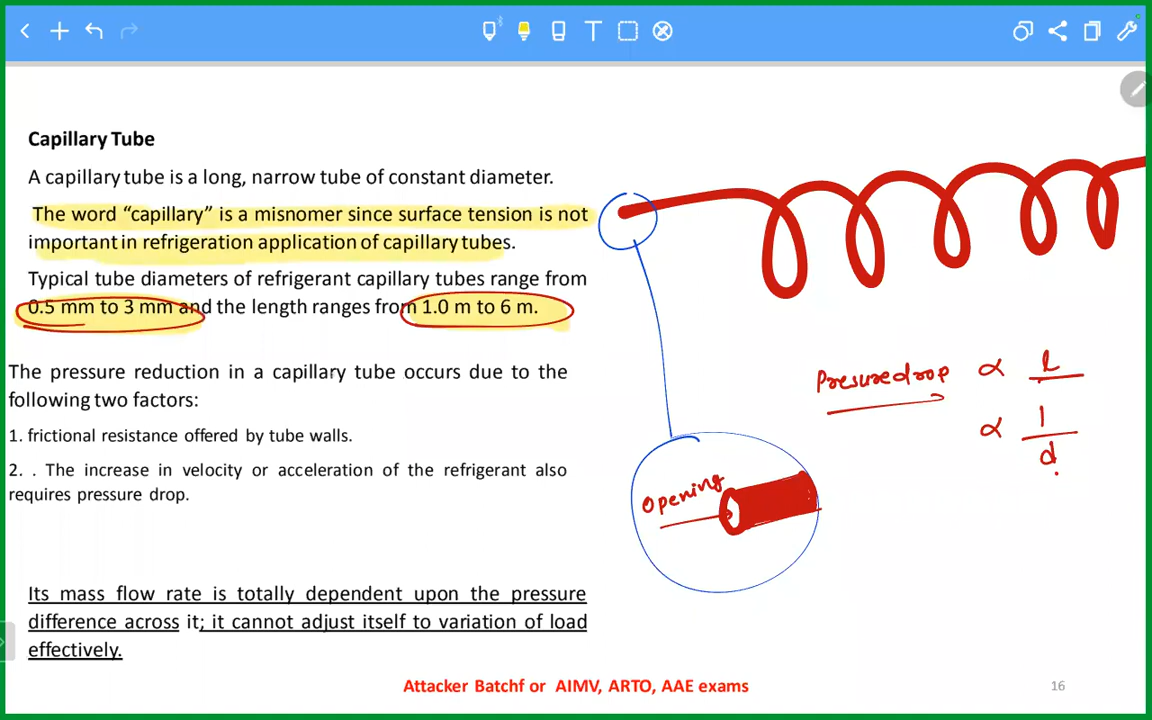 Capillary Tube
A capillary tube is a long, narrow tube of constant diameter.
The word “capillary” is a misnomer since surface tension is not
important in refrigeration application of capillary tubes.
Typical tube diameters of refrigerant capillary tubes range from
0.5 mm to 3 mm and the length ranges from 1.0 m to 6 m.
The pressure reduction in a capillary tube occurs due to the
following two factors:
1. frictional resistance offered by tube walls.
2. . The increase in velocity or acceleration of the refrigerant also
requires pressure drop.
Its mass flow rate is totally dependent upon the pressure
difference across it; it cannot adjust itself to variation of load
effectively.
Presuredrop ∝ L
∝ 1
d
Opening
Attacker Batchf or AIMV, ARTO, AAE exams
16
T